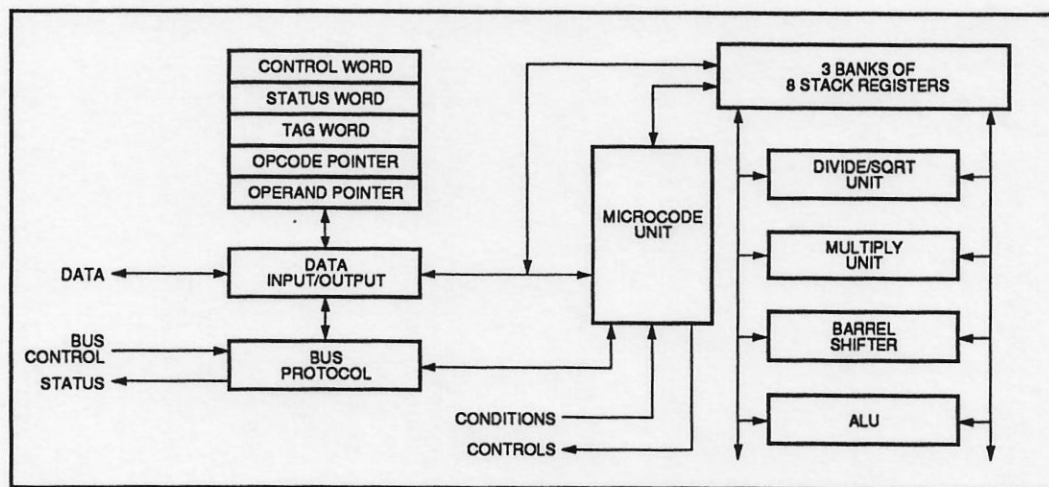 CONTROL WORD
STATUS WORD
TAG WORD
OPCODE POINTER
OPERAND POINTER
DATA
DATA
INPUT/OUTPUT
BUS
CONTROL
STATUS
BUS
PROTOCOL
MICROCODE
UNIT
CONDITIONS
CONTROLS
3 BANKS OF
8 STACK REGISTERS
DIVIDE/SQRT
UNIT
MULTIPLY
UNIT
BARREL
SHIFTER
ALU